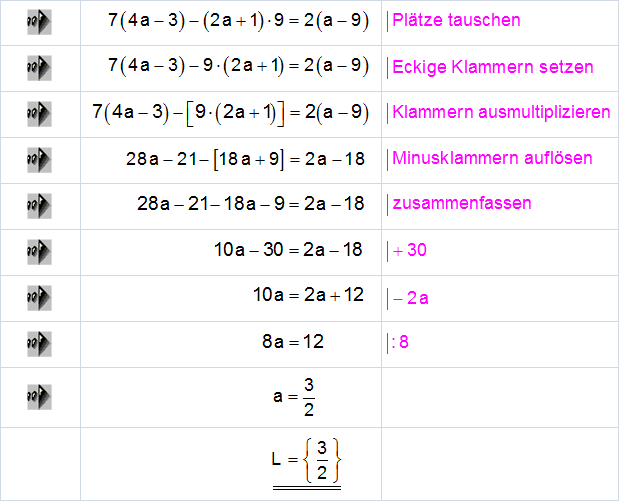 7(4a−3)−(2a+1)·9=2(a−9) |Plätze tauschen
7(4a−3)−9·(2a+1)=2(a−9) |Eckige Klammern setzen
7(4a−3)−[9·(2a+1)]=2(a−9) |Klammern ausmultiplizieren
28a−21−[18a+9]=2a−18 |Minusklammern auflösen
28a−21−18a−9=2a−18 |zusammenfassen
10a−30=2a−18 |+30
10a=2a+12 |−2a
8a=12 |:8
a=3/2
L={3/2}